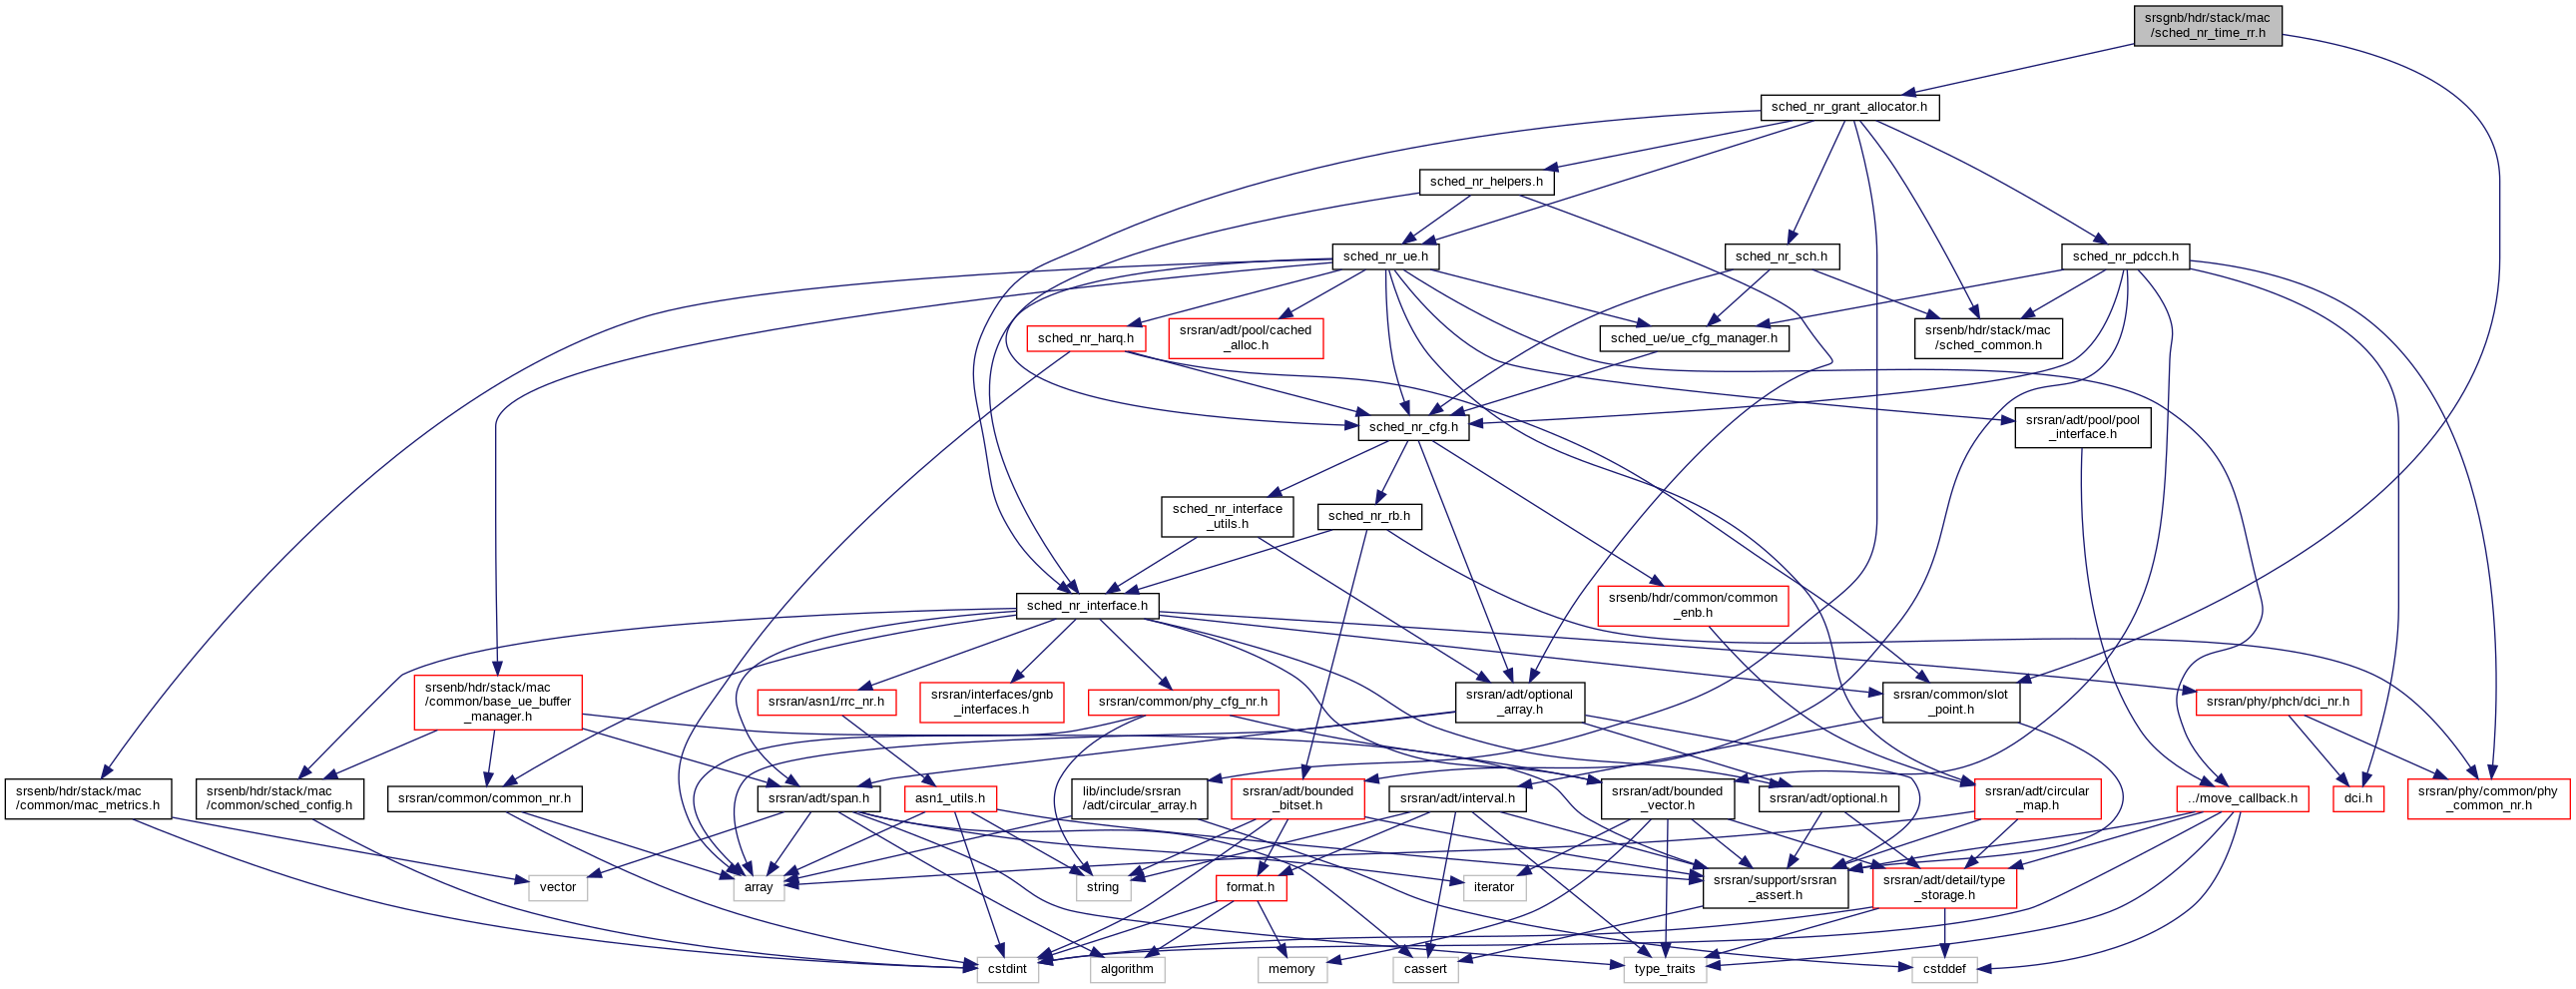 srsgnb/hdr/stack/mac
/sched_nr_time_rr.h
sched_nr_grant_allocator.h
sched_nr_helpers.h
sched_nr_ue.h
sched_nr_sch.h
sched_nr_pdcch.h
sched_nr_harq.h
srsran/adt/pool/cached
_alloc.h
sched_ue/ue_cfg_manager.h
srsenb/hdr/stack/mac
/sched_common.h
sched_nr_cfg.h
srsran/adt/pool/pool
_interface.h
sched_nr_interface
_utils.h
sched_nr_rb.h
sched_nr_interface.h
srsenb/hdr/common/common
_enb.h
srsenb/hdr/stack/mac
/common/base_ue_buffer
_manager.h
srsran/asn1/rrc_nr.h
srsran/interfaces/gnb
_interfaces.h
srsran/common/phy_cfg_nr.h
srsran/adt/optional
_array.h
srsran/common/slot
_point.h
srsran/phy/phch/dci_nr.h
srsenb/hdr/stack/mac
/common/mac_metrics.h
srsenb/hdr/stack/mac
/common/sched_config.h
srsran/common/common_nr.h
srsran/adt/span.h
asn1_utils.h
lib/include/srsran
/adt/circular_array.h
srsran/adt/bounded
_bitset.h
srsran/adt/interval.h
srsran/adt/bounded
_vector.h
srsran/adt/optional.h
srsran/adt/circular
_map.h
../move_callback.h
dci.h
srsran/phy/common/phy
_common_nr.h
vector
array
string
format.h
iterator
srsran/support/srsran
_assert.h
srsran/adt/detail/type
_storage.h
cstdint
algorithm
memory
cassert
type_traits
cstddef